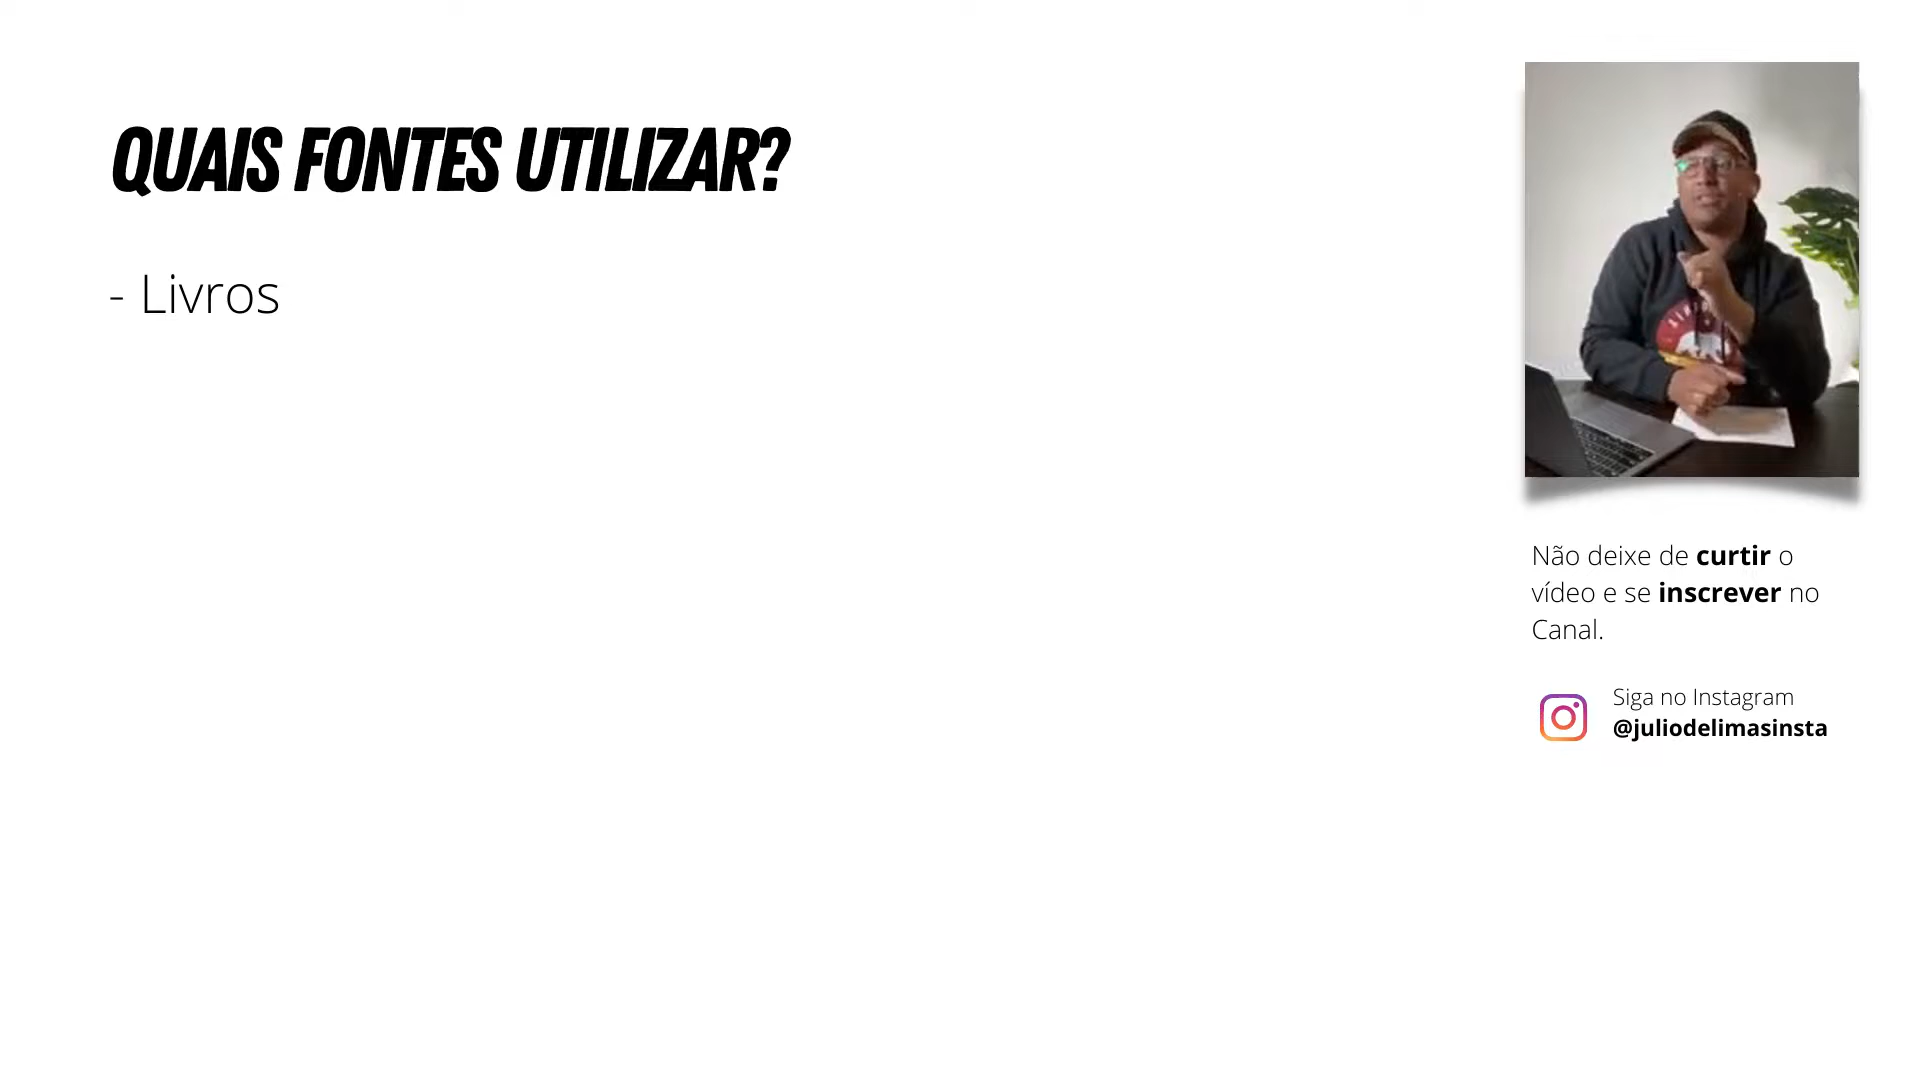 QUAIS FONTES UTILIZAR?
- Livros
Não deixe de curtir o
vídeo e se inscrever no
Canal.
Siga no Instagram
@juliodelimasinsta